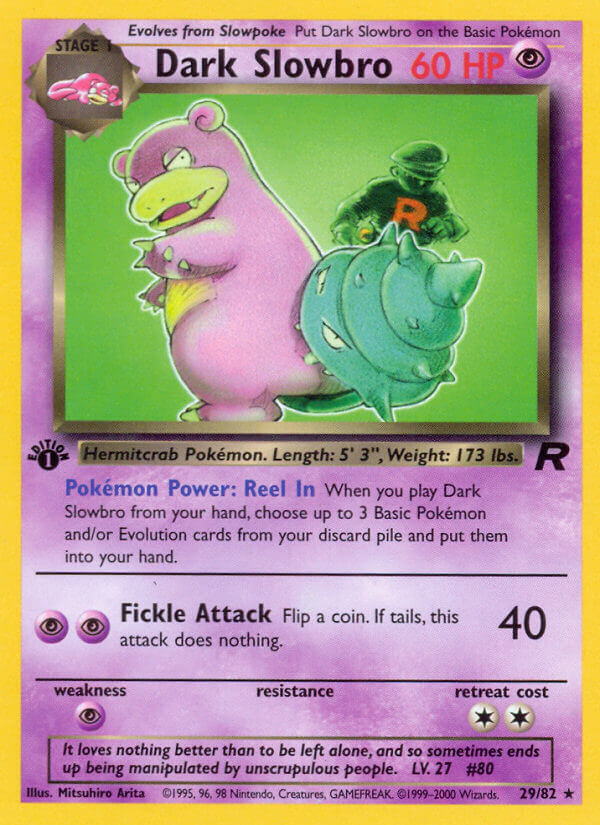 Evolves from Slowpoke Put Dark Slowbro on the Basic Pokémon
STAGE 1
Dark Slowbro 60 HP
R
EDITION
1
Hermitcrab Pokémon. Length: 5' 3", Weight: 173 lbs.
R
Pokémon Power: Reel In When you play Dark
Slowbro from your hand, choose up to 3 Basic Pokémon
and/or Evolution cards from your discard pile and put them
into your hand.
Fickle Attack Flip a coin. If tails, this
attack does nothing.
40
weakness resistance retreat cost
It loves nothing better than to be left alone, and so sometimes ends
up being manipulated by unscrupulous people. LV. 27 #80
Illus. Mitsuhiro Arita ©1995, 96, 98 Nintendo, Creatures, GAMEFREAK. ©1999-2000 Wizards. 29/82 ★